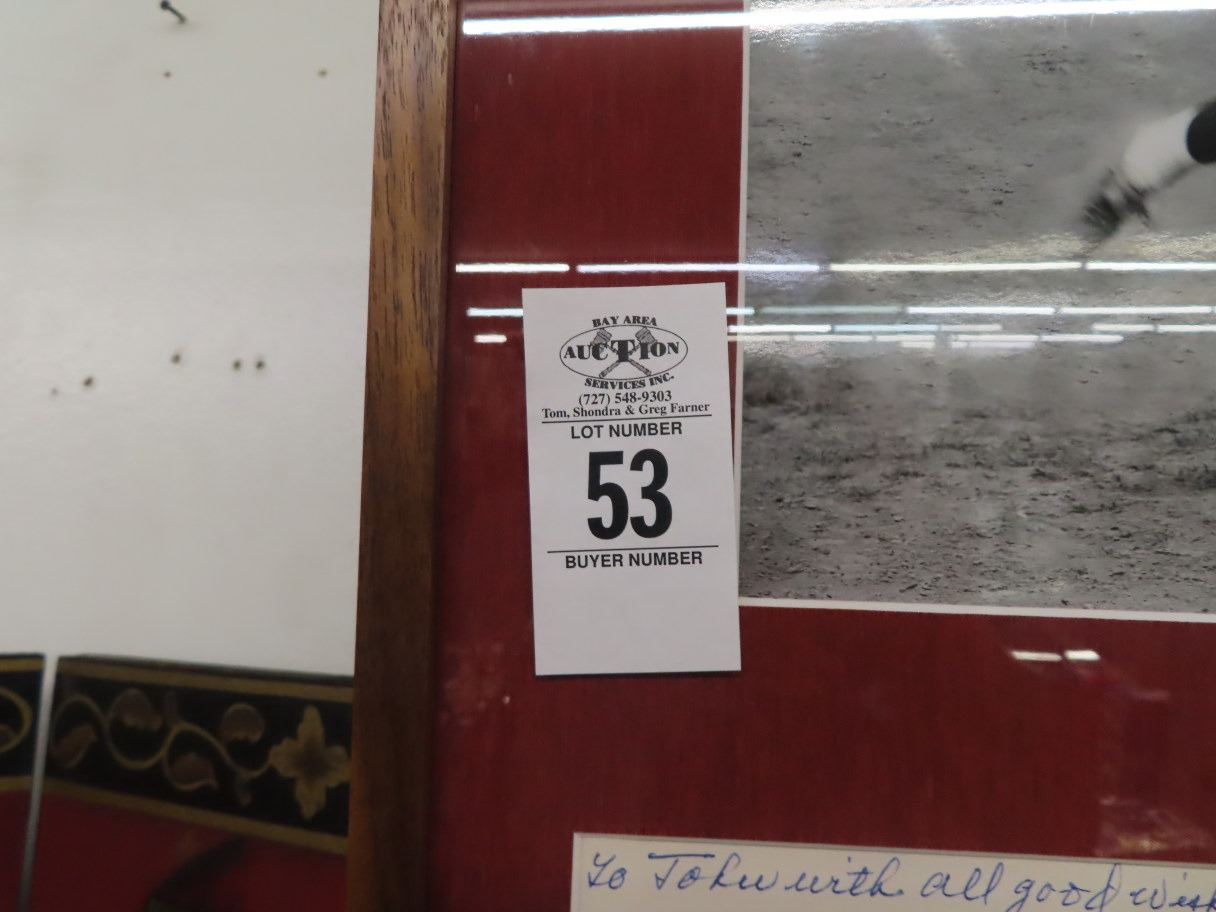 BAY AREA
AUCTION
SERVICES INC.
(727) 548-9303
Tom, Shondra & Greg Farner
LOT NUMBER
53
BUYER NUMBER
To John with all good wish